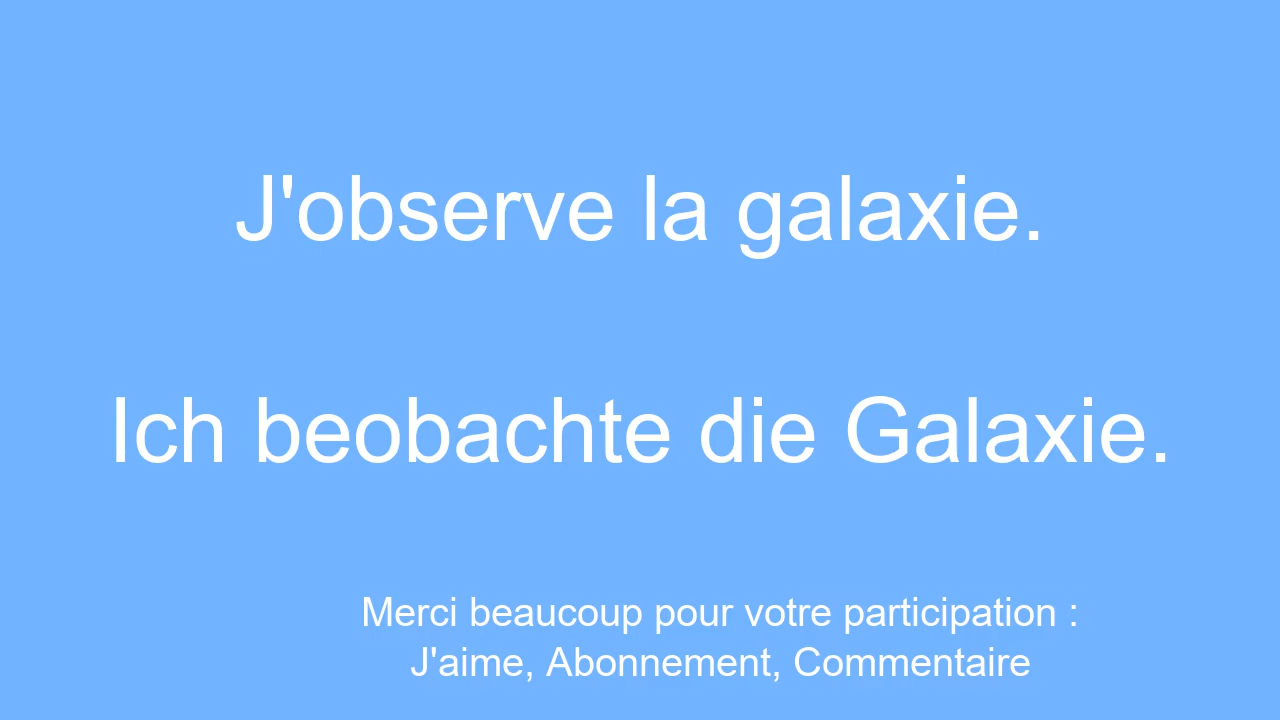 J'observe la galaxie.
Ich beobachte die Galaxie.
Merci beaucoup pour votre participation :
J'aime, Abonnement, Commentaire